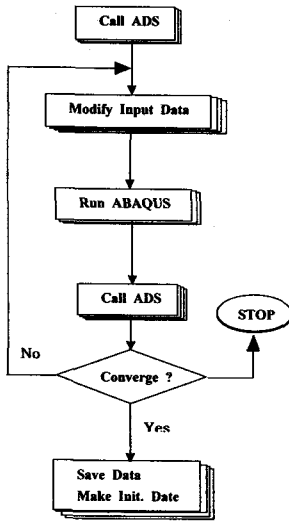 Call ADS
Modify Input Data
Run ABAQUS
Call ADS
STOP
No
Converge ?
Yes
Save Data
Make Init. Date